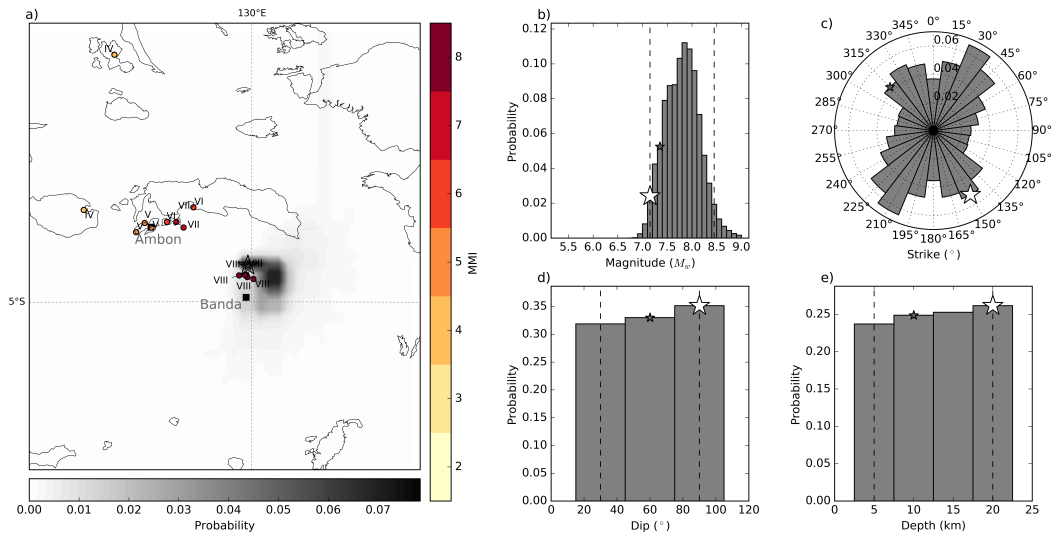 a)
130°E
IV
IV
V
VI
VII
VI
VII
Ambon
VIII
VIII
VIII
Banda
5°S
8
7
6
5
4
3
2
MMI
0.00 0.01 0.02 0.03 0.04 0.05 0.06 0.07
Probability
b)
0.12
0.10
0.08
0.06
0.04
0.02
0.00
Probability
5.5 6.0 6.5 7.0 7.5 8.0 8.5 9.0
Magnitude (Mw)
c)
0°
15°
30°
45°
60°
75°
90°
105°
120°
135°
150°
165°
180°
195°
210°
225°
240°
255°
270°
285°
300°
315°
330°
345°
0.06
0.04
0.02
Strike (°)
d)
0.35
0.30
0.25
0.20
0.15
0.10
0.05
0.00
Probability
0 20 40 60 80 100 120
Dip (°)
e)
0.25
0.20
0.15
0.10
0.05
0.00
Probability
0 5 10 15 20 25
Depth (km)